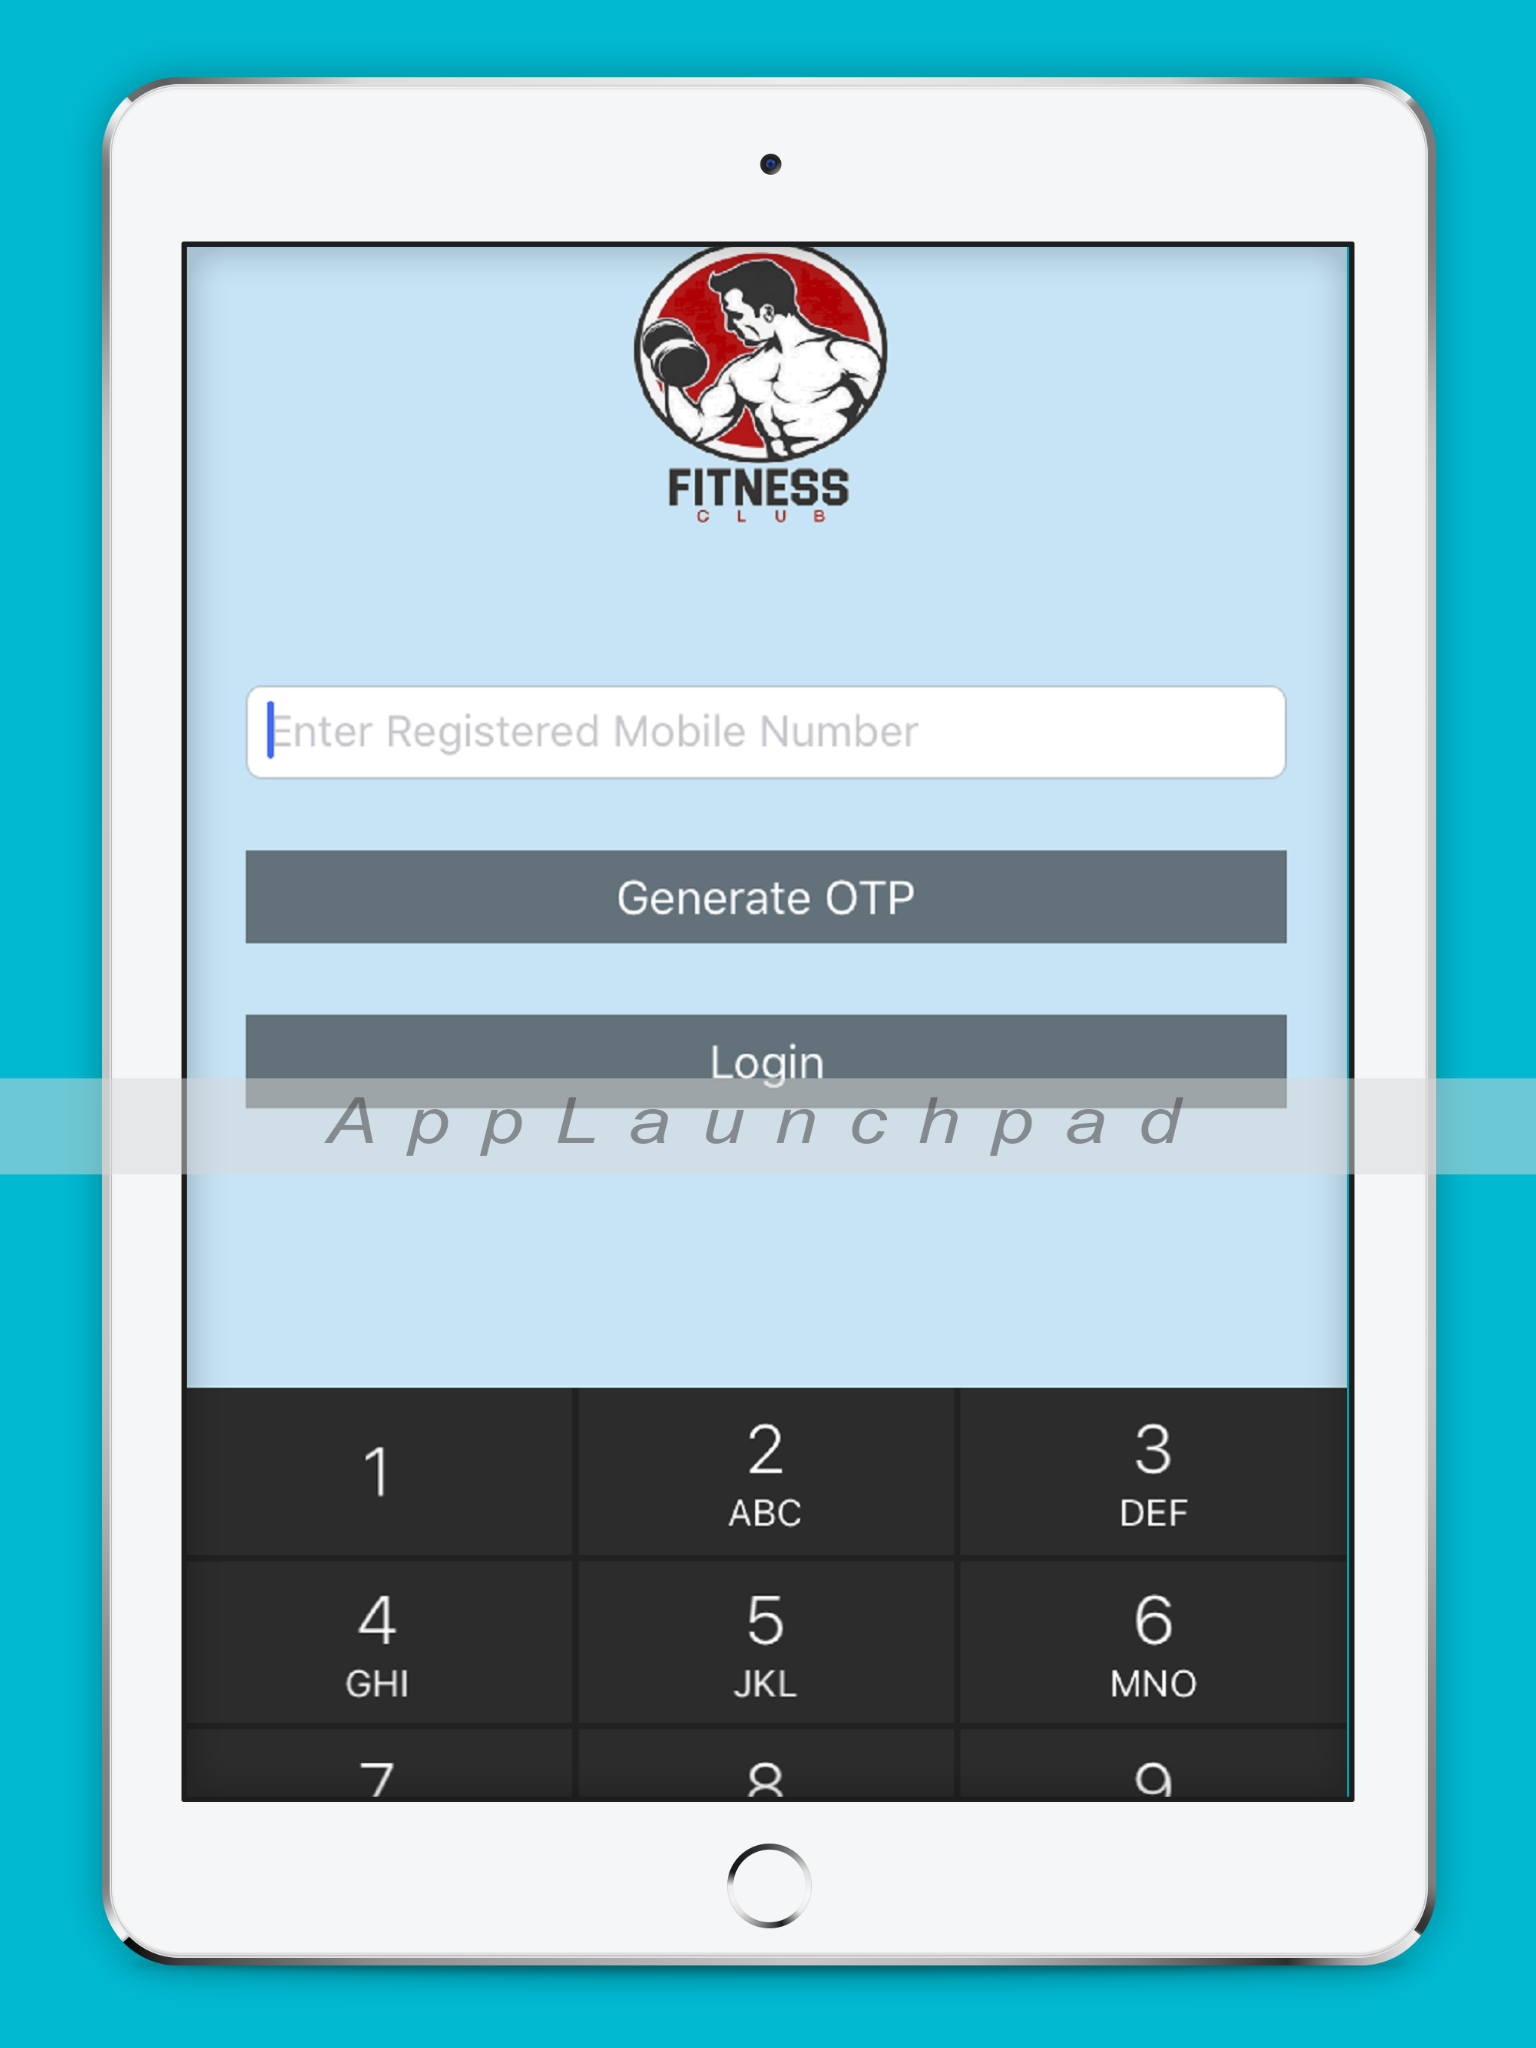 FITNESS
CLUB
Enter Registered Mobile Number
Generate OTP
Login
AppLaunchpad
1 2 3
ABC DEF
4 5 6
GHI JKL MNO
7 8 9